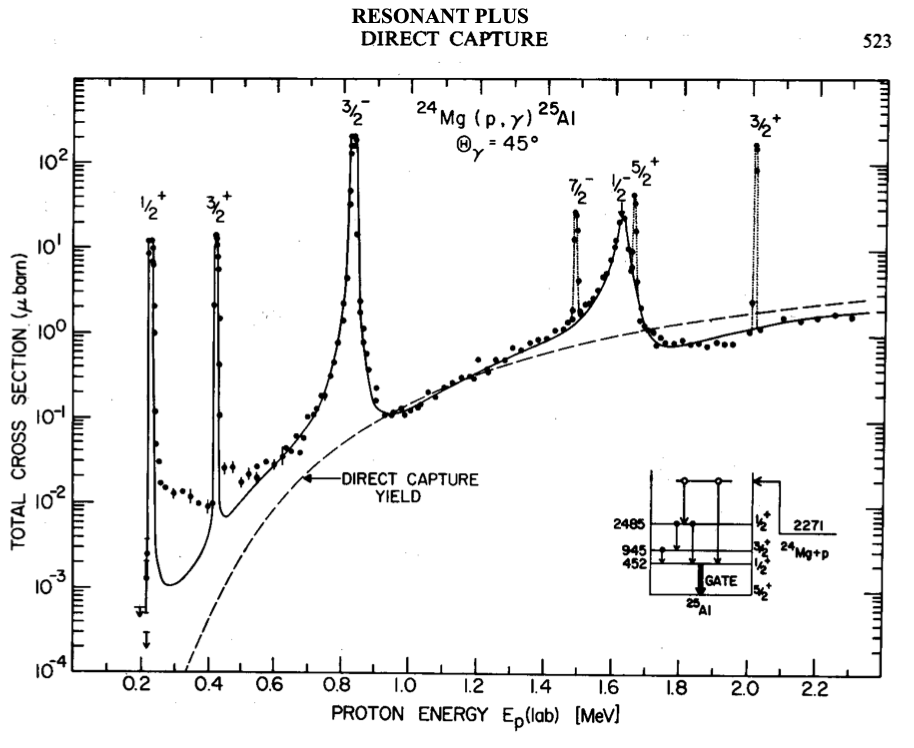 RESONANT PLUS
DIRECT CAPTURE
523
²⁴Mg (p, γ) ²⁵Al
Θγ = 45°
1/2⁺
3/2⁺
3/2⁻
7/2⁻
1/2⁻
5/2⁺
3/2⁺
TOTAL CROSS SECTION (μbarn)
10²
10¹
10⁰
10⁻¹
10⁻²
10⁻³
10⁻⁴
DIRECT CAPTURE
YIELD
2485
945
452
1/2⁺
3/2⁺
1/2⁺
5/2⁺
2271
²⁴Mg+p
GATE
²⁵Al
0.2 0.4 0.6 0.8 1.0 1.2 1.4 1.6 1.8 2.0 2.2
PROTON ENERGY Eₚ(lab) [MeV]